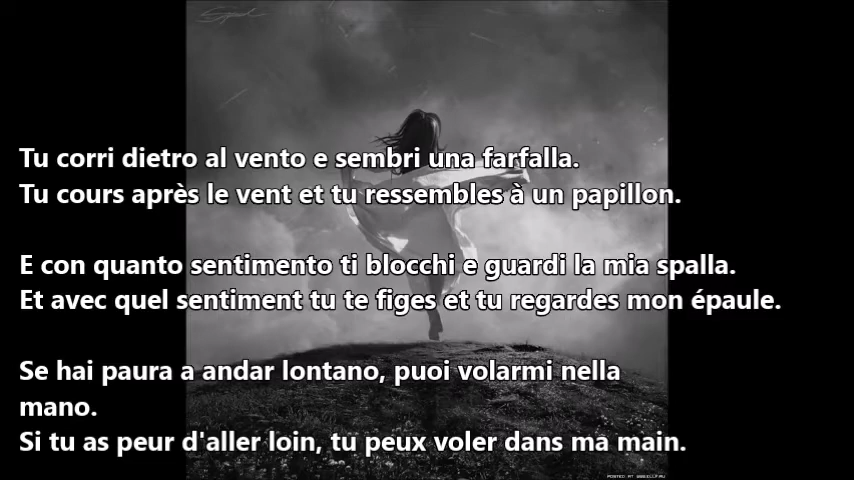 Tu corri dietro al vento e sembri una farfalla.
Tu cours après le vent et tu ressembles à un papillon.
E con quanto sentimento ti blocchi e guardi la mia spalla.
Et avec quel sentiment tu te figes et tu regardes mon épaule.
Se hai paura a andar lontano, puoi volarmi nella
mano.
Si tu as peur d'aller loin, tu peux voler dans ma main.